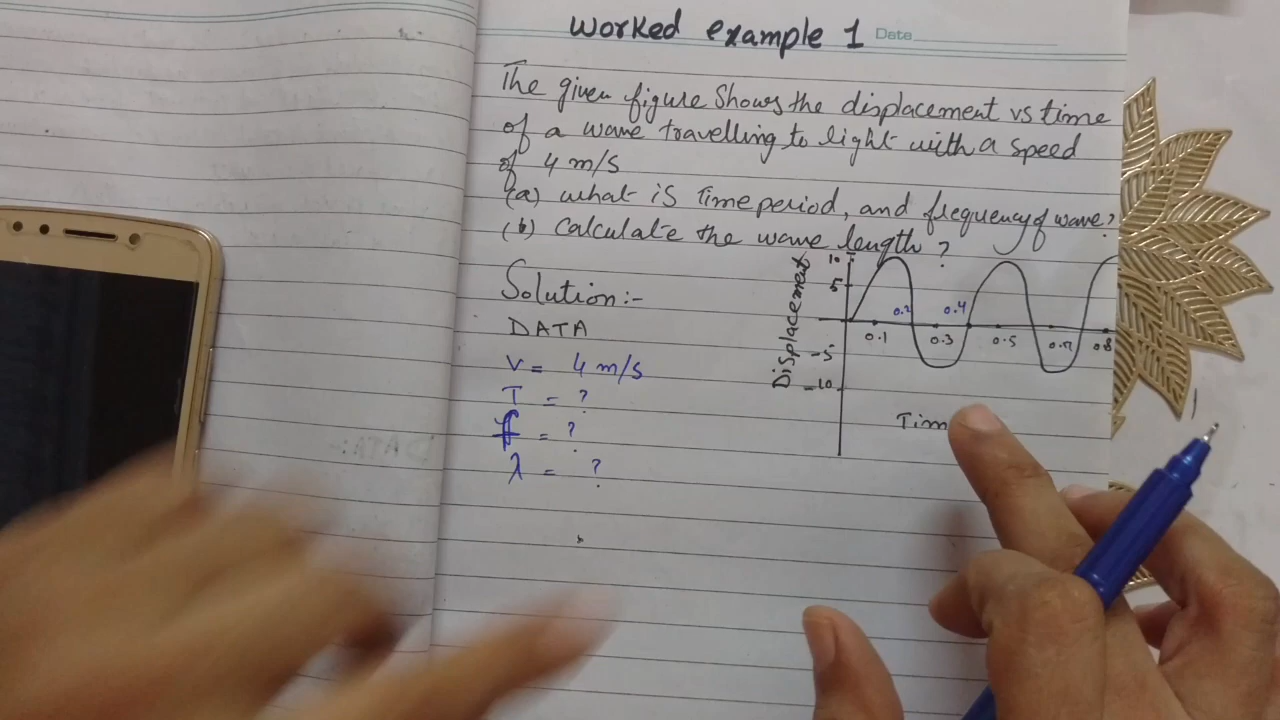 Worked example 1 Date
The given figure Shows the displacement vs time
of a wave travelling to light with a speed
of 4 m/s
(a) what is Time period, and frequency of wave?
(b) Calculate the wave length?
Solution:-
DATA
V = 4 m/s
T = ?
f = ?
λ = ?
Displacement
10
5
-5
-10
0.1
0.2
0.3
0.4
0.5
0.7
0.8
Tim